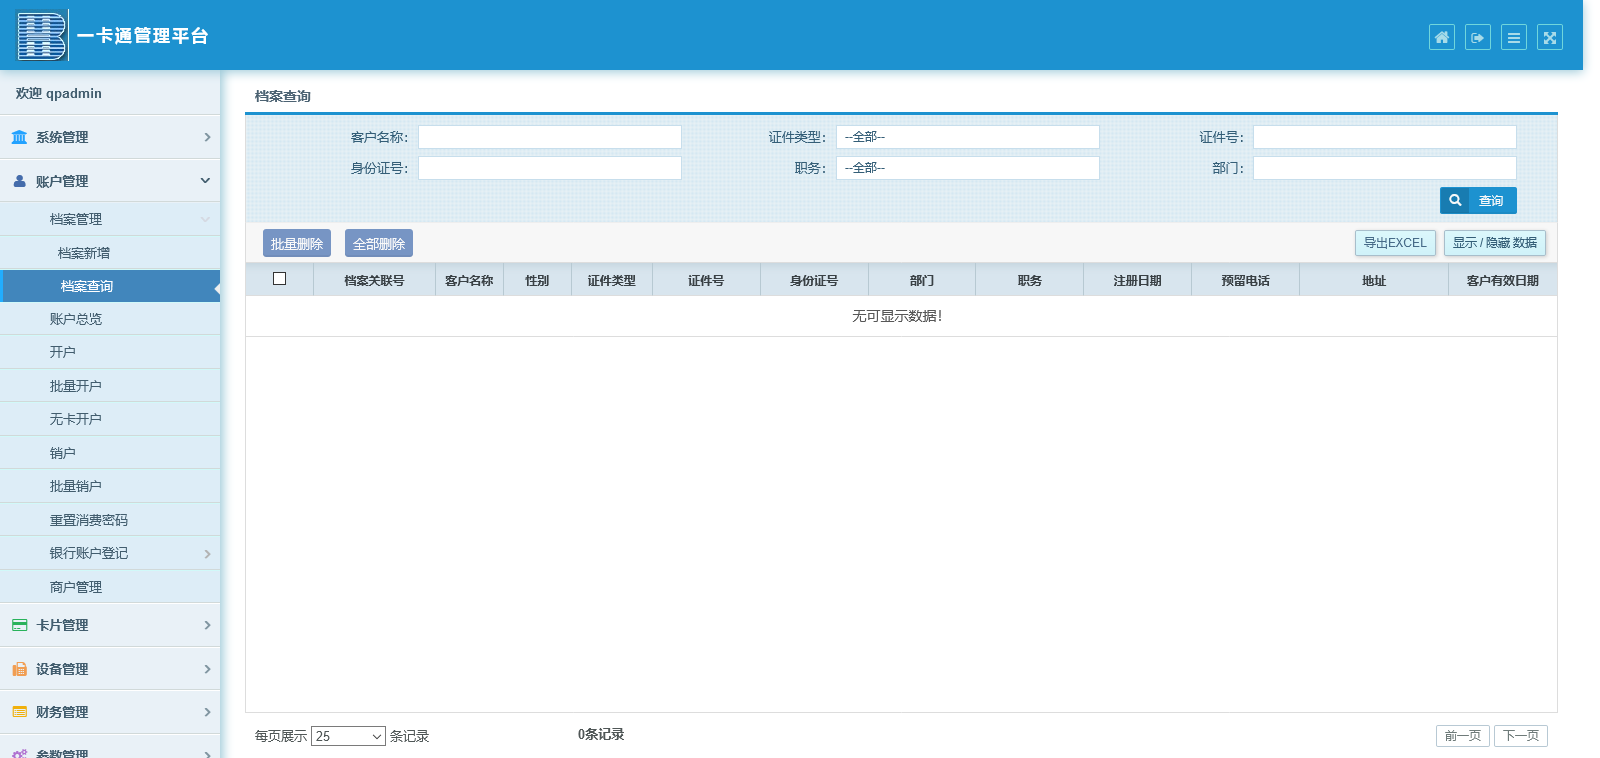 一卡通管理平台
欢迎 qpadmin
系统管理
账户管理
档案管理
档案新增
档案查询
账户总览
开户
批量开户
无卡开户
销户
批量销户
重置消费密码
银行账户登记
商户管理
卡片管理
设备管理
财务管理
参数管理
档案查询
客户名称: 证件类型: --全部-- 证件号:
身份证号: 职务: --全部-- 部门:
查询
批量删除 全部删除 导出EXCEL 显示 / 隐藏 数据
档案关联号 客户名称 性别 证件类型 证件号 身份证号 部门 职务 注册日期 预留电话 地址 客户有效日期
无可显示数据!
每页展示 25 条记录 0条记录 前一页 下一页